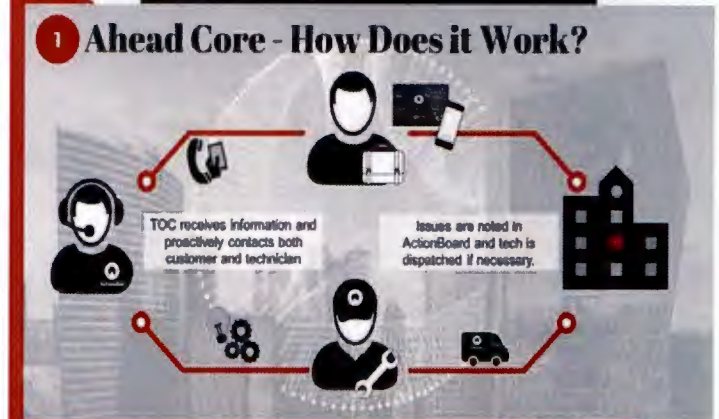 1
Ahead Core - How Does it Work?
TOC receives information and
proactively contacts both
customer and technician
Issues are noted in
ActionBoard and tech is
dispatched if necessary.